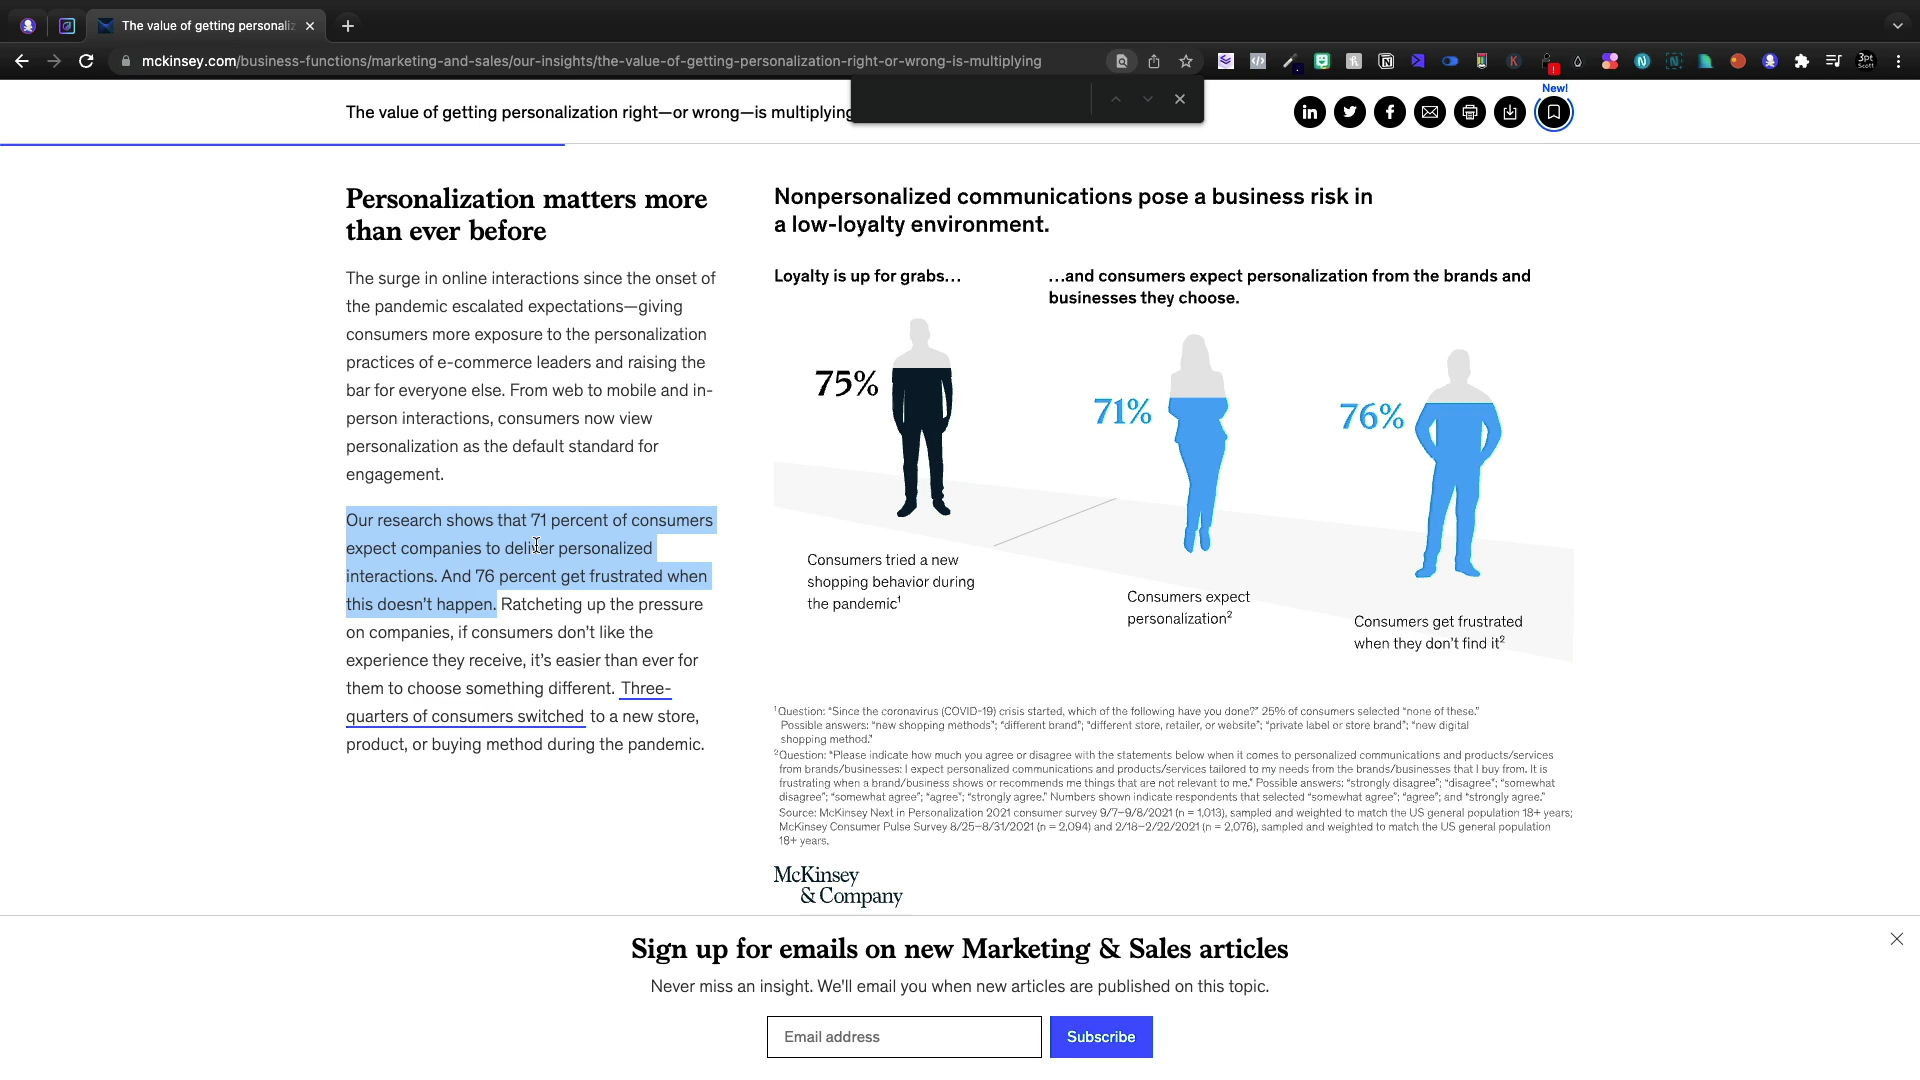 The value of getting personaliz
mckinsey.com/business-functions/marketing-and-sales/our-insights/the-value-of-getting-personalization-right-or-wrong-is-multiplying
3pt
Scott
New!
The value of getting personalization right—or wrong—is multiplying
Personalization matters more
than ever before
The surge in online interactions since the onset of
the pandemic escalated expectations—giving
consumers more exposure to the personalization
practices of e-commerce leaders and raising the
bar for everyone else. From web to mobile and in-
person interactions, consumers now view
personalization as the default standard for
engagement.
Our research shows that 71 percent of consumers
expect companies to deliver personalized
interactions. And 76 percent get frustrated when
this doesn’t happen. Ratcheting up the pressure
on companies, if consumers don’t like the
experience they receive, it’s easier than ever for
them to choose something different. Three-
quarters of consumers switched to a new store,
product, or buying method during the pandemic.
Nonpersonalized communications pose a business risk in
a low-loyalty environment.
Loyalty is up for grabs…
…and consumers expect personalization from the brands and
businesses they choose.
75%
71%
76%
Consumers tried a new
shopping behavior during
the pandemic¹
Consumers expect
personalization²
Consumers get frustrated
when they don’t find it²
¹Question: “Since the coronavirus (COVID-19) crisis started, which of the following have you done?” 25% of consumers selected “none of these.”
Possible answers: “new shopping methods”; “different brand”; “different store, retailer, or website”; “private label or store brand”; “new digital
shopping method.”
²Question: “Please indicate how much you agree or disagree with the statements below when it comes to personalized communications and products/services
from brands/businesses: I expect personalized communications and products/services tailored to my needs from the brands/businesses that I buy from. It is
frustrating when a brand/business shows or recommends me things that are not relevant to me.” Possible answers: “strongly disagree”; “disagree”; “somewhat
disagree”; “somewhat agree”; “agree”; “strongly agree.” Numbers shown indicate respondents that selected “somewhat agree”; “agree”; and “strongly agree.”
Source: McKinsey Next in Personalization 2021 consumer survey 9/7–9/8/2021 (n = 1,013), sampled and weighted to match the US general population 18+ years;
McKinsey Consumer Pulse Survey 8/25–8/31/2021 (n = 2,094) and 2/18–2/22/2021 (n = 2,076), sampled and weighted to match the US general population
18+ years.
McKinsey
& Company
Sign up for emails on new Marketing & Sales articles
Never miss an insight. We'll email you when new articles are published on this topic.
Email address
Subscribe